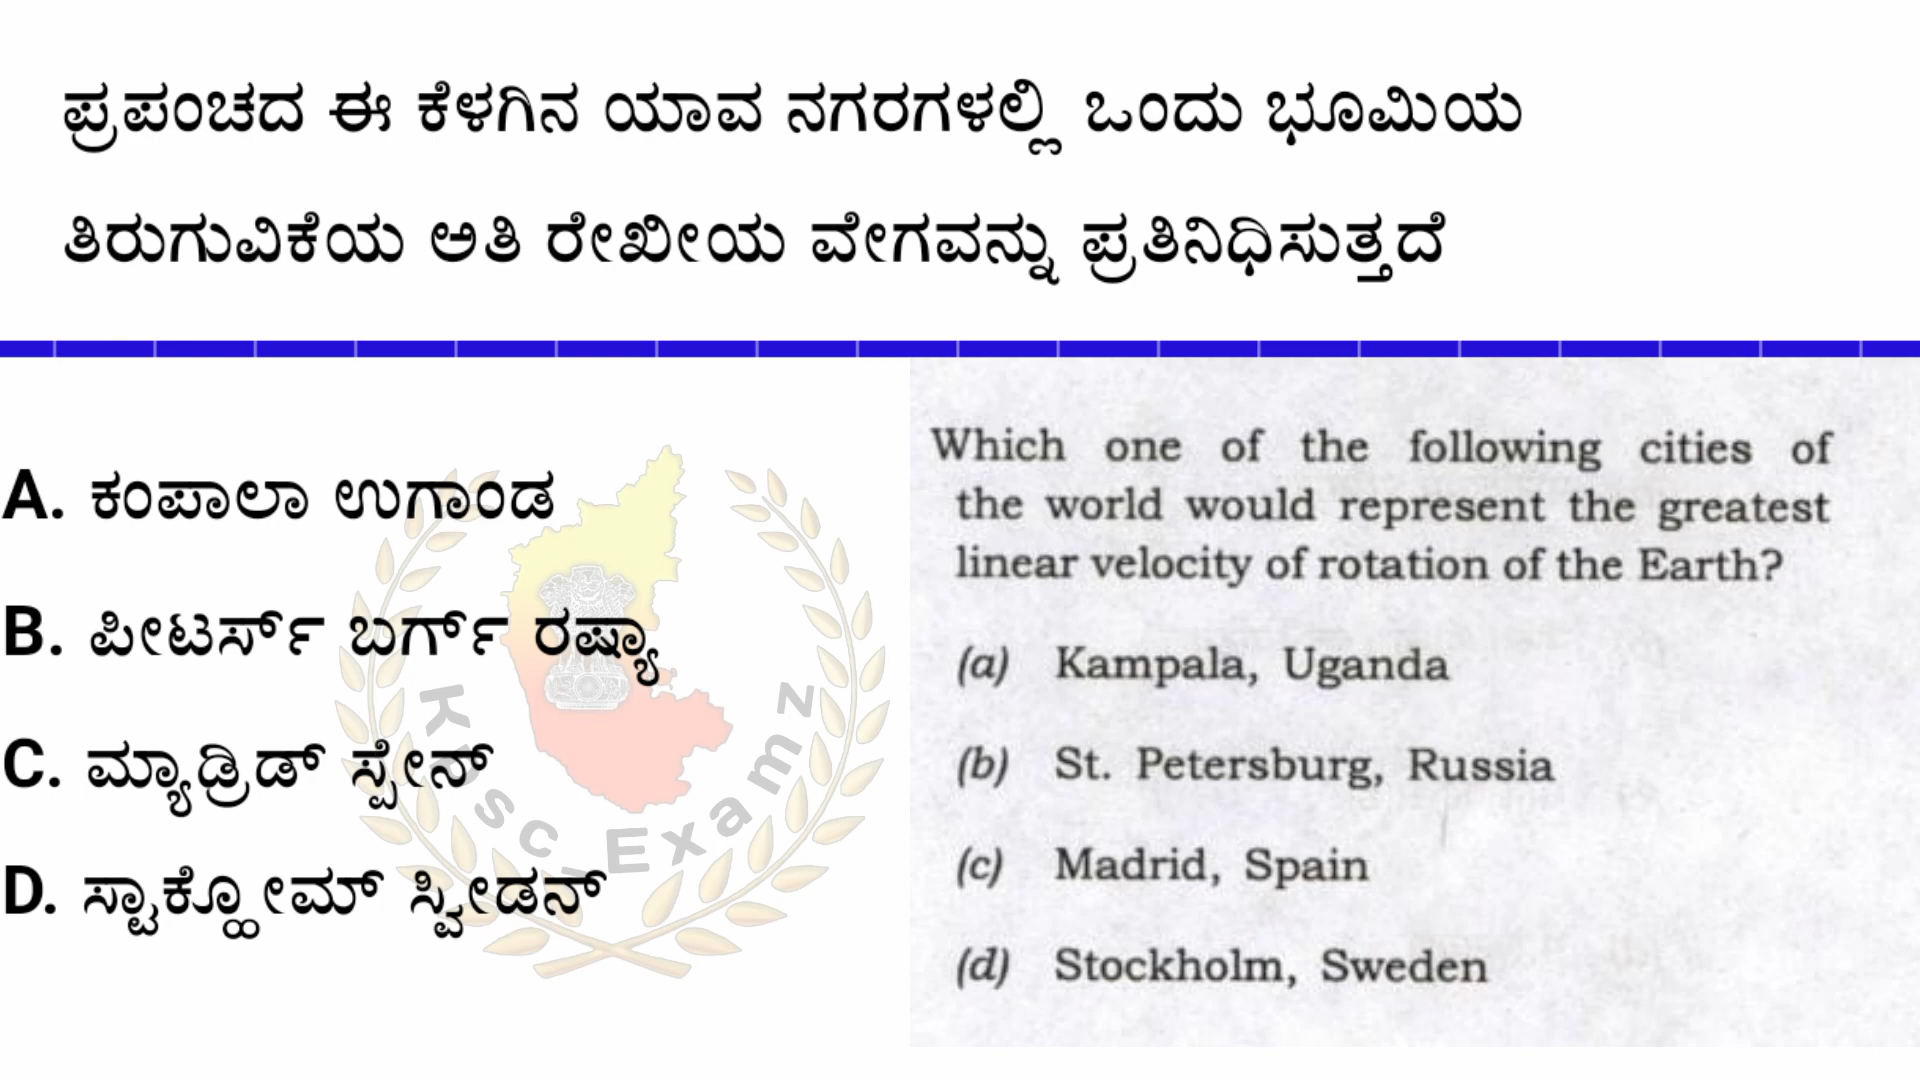 ಪ್ರಪಂಚದ ಈ ಕೆಳಗಿನ ಯಾವ ನಗರಗಳಲ್ಲಿ ಒಂದು ಭೂಮಿಯ
ತಿರುಗುವಿಕೆಯ ಅತಿ ರೇಖೀಯ ವೇಗವನ್ನು ಪ್ರತಿನಿಧಿಸುತ್ತದೆ
A. ಕಂಪಾಲಾ ಉಗಾಂಡ
B. ಪೀಟರ್ಸ್ ಬರ್ಗ್ ರಷ್ಯಾ
C. ಮ್ಯಾಡ್ರಿಡ್ ಸ್ಪೇನ್
D. ಸ್ಟಾಕ್ಹೋಮ್ ಸ್ವೀಡನ್
Kpsc Examz
Which one of the following cities of
the world would represent the greatest
linear velocity of rotation of the Earth?
(a) Kampala, Uganda
(b) St. Petersburg, Russia
(c) Madrid, Spain
(d) Stockholm, Sweden